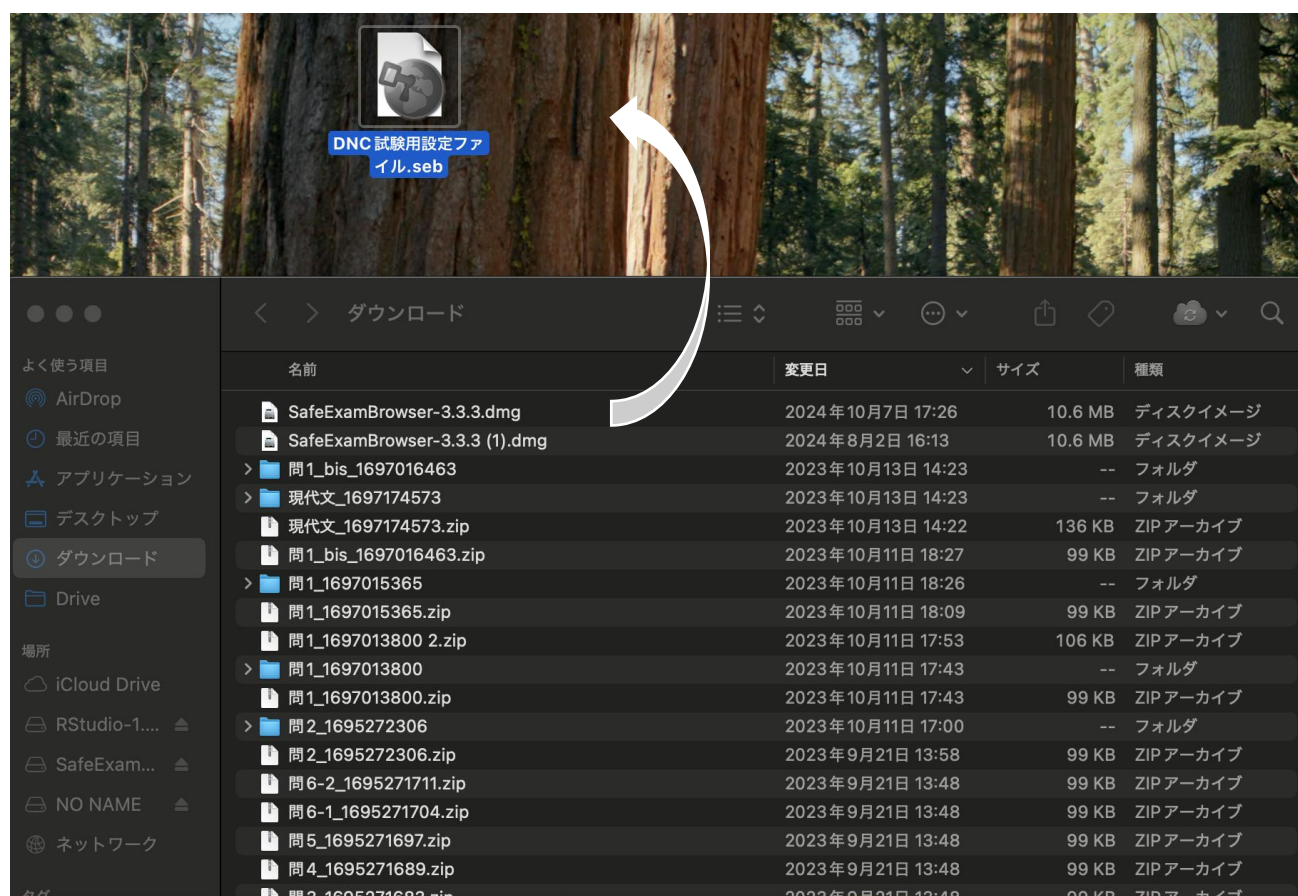 DNC試験用設定ファ
イル.seb
ダウンロード
よく使う項目
AirDrop
最近の項目
アプリケーション
デスクトップ
ダウンロード
Drive
場所
iCloud Drive
RStudio-1....
SafeExam...
NO NAME
ネットワーク
タグ
名前 変更日 サイズ 種類
SafeExamBrowser-3.3.3.dmg 2024年10月7日 17:26 10.6 MB ディスクイメージ
SafeExamBrowser-3.3.3 (1).dmg 2024年8月2日 16:13 10.6 MB ディスクイメージ
問1_bis_1697016463 2023年10月13日 14:23 -- フォルダ
現代文_1697174573 2023年10月13日 14:23 -- フォルダ
現代文_1697174573.zip 2023年10月13日 14:22 136 KB ZIPアーカイブ
問1_bis_1697016463.zip 2023年10月11日 18:27 99 KB ZIPアーカイブ
問1_1697015365 2023年10月11日 18:26 -- フォルダ
問1_1697015365.zip 2023年10月11日 18:09 99 KB ZIPアーカイブ
問1_1697013800 2.zip 2023年10月11日 17:53 106 KB ZIPアーカイブ
問1_1697013800 2023年10月11日 17:43 -- フォルダ
問1_1697013800.zip 2023年10月11日 17:43 99 KB ZIPアーカイブ
問2_1695272306 2023年10月11日 17:00 -- フォルダ
問2_1695272306.zip 2023年9月21日 13:58 99 KB ZIPアーカイブ
問6-2_1695271711.zip 2023年9月21日 13:48 99 KB ZIPアーカイブ
問6-1_1695271704.zip 2023年9月21日 13:48 99 KB ZIPアーカイブ
問5_1695271697.zip 2023年9月21日 13:48 99 KB ZIPアーカイブ
問4_1695271689.zip 2023年9月21日 13:48 99 KB ZIPアーカイブ